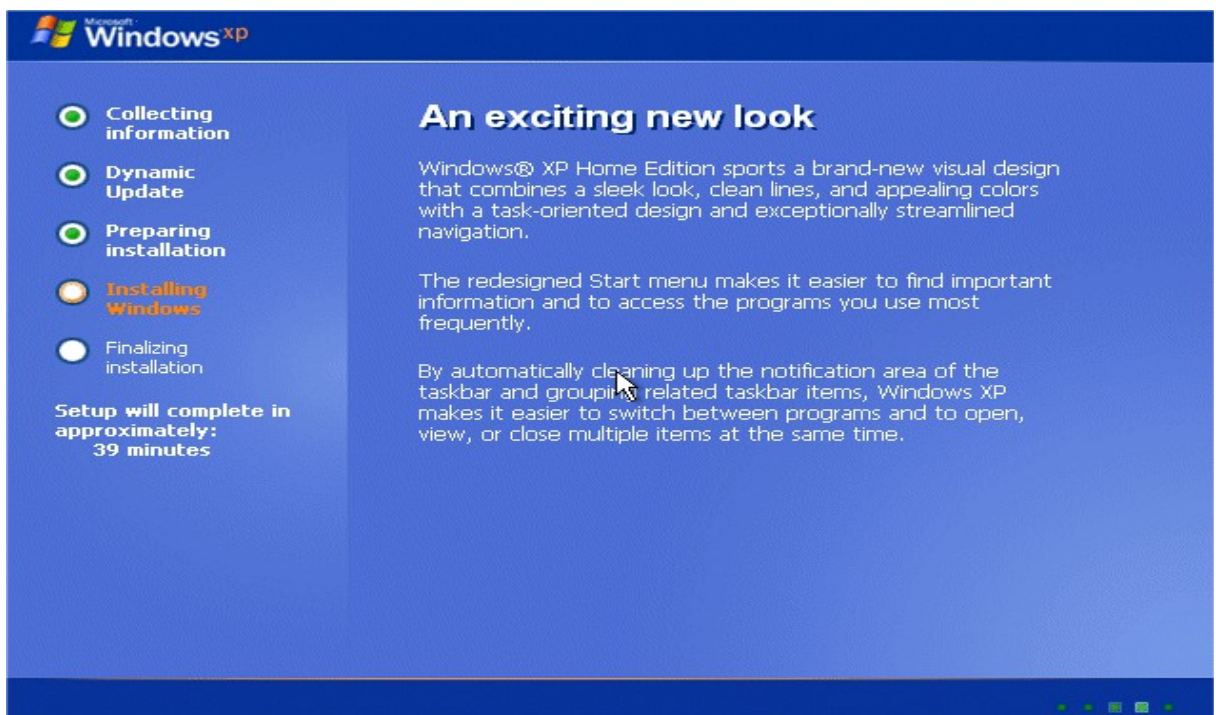 Microsoft
Windows xp
Collecting
information
Dynamic
Update
Preparing
installation
Installing
Windows
Finalizing
installation
Setup will complete in
approximately:
39 minutes
An exciting new look
Windows® XP Home Edition sports a brand-new visual design
that combines a sleek look, clean lines, and appealing colors
with a task-oriented design and exceptionally streamlined
navigation.
The redesigned Start menu makes it easier to find important
information and to access the programs you use most
frequently.
By automatically cleaning up the notification area of the
taskbar and grouping related taskbar items, Windows XP
makes it easier to switch between programs and to open,
view, or close multiple items at the same time.